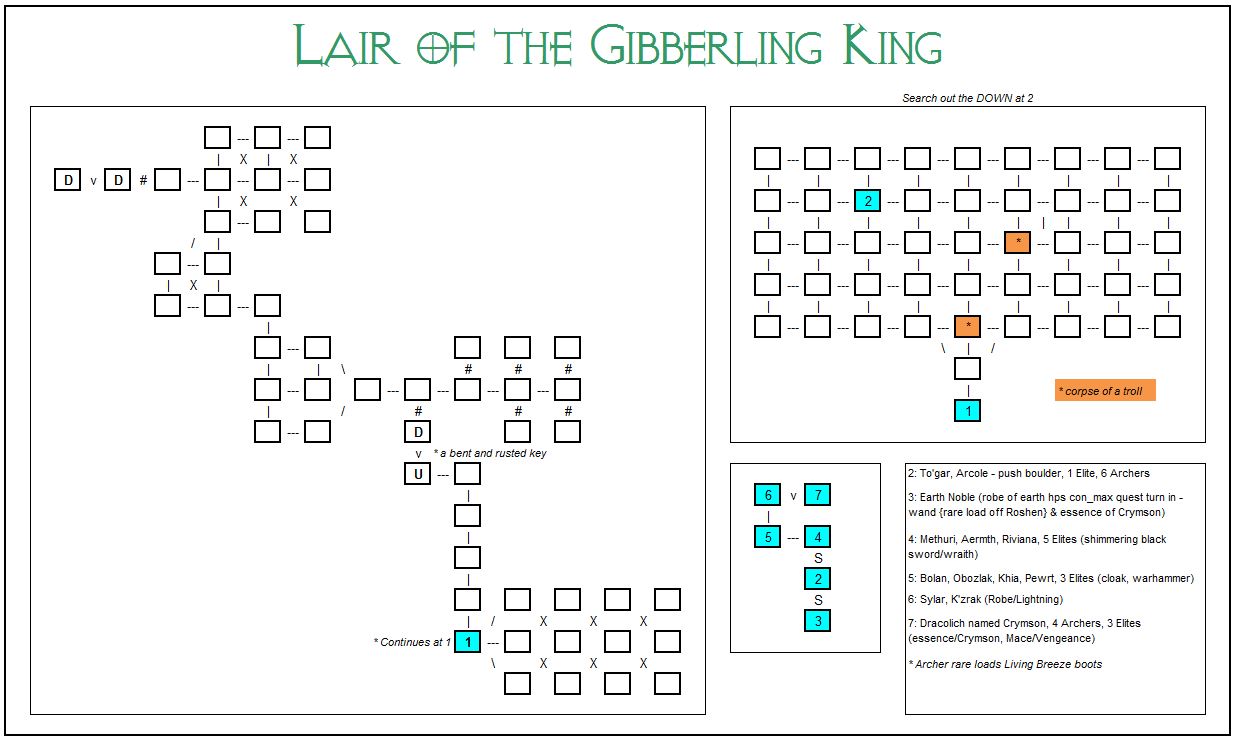 LAIR OF THE GIBBERLING KING
Search out the DOWN at 2
D v D #
X X
X X
2
/
*
X
*
\ /
\
# # #
/ # # #
D
* corpse of a troll
1
v * a bent and rusted key
U
2: To'gar, Arcole - push boulder, 1 Elite, 6 Archers
6 v 7
3: Earth Noble (robe of earth hps con_max quest turn in -
wand {rare load off Roshen} & essence of Crymson)
5 --- 4
4: Methuri, Aermth, Riviana, 5 Elites (shimmering black
sword/wraith)
S
2
5: Bolan, Obozlak, Khia, Pewrt, 3 Elites (cloak, warhammer)
S
6: Sylar, K'zrak (Robe/Lightning)
3
7: Dracolich named Crymson, 4 Archers, 3 Elites
(essence/Crymson, Mace/Vengeance)
* Archer rare loads Living Breeze boots
/ X X X
* Continues at 1 1
\ X X X